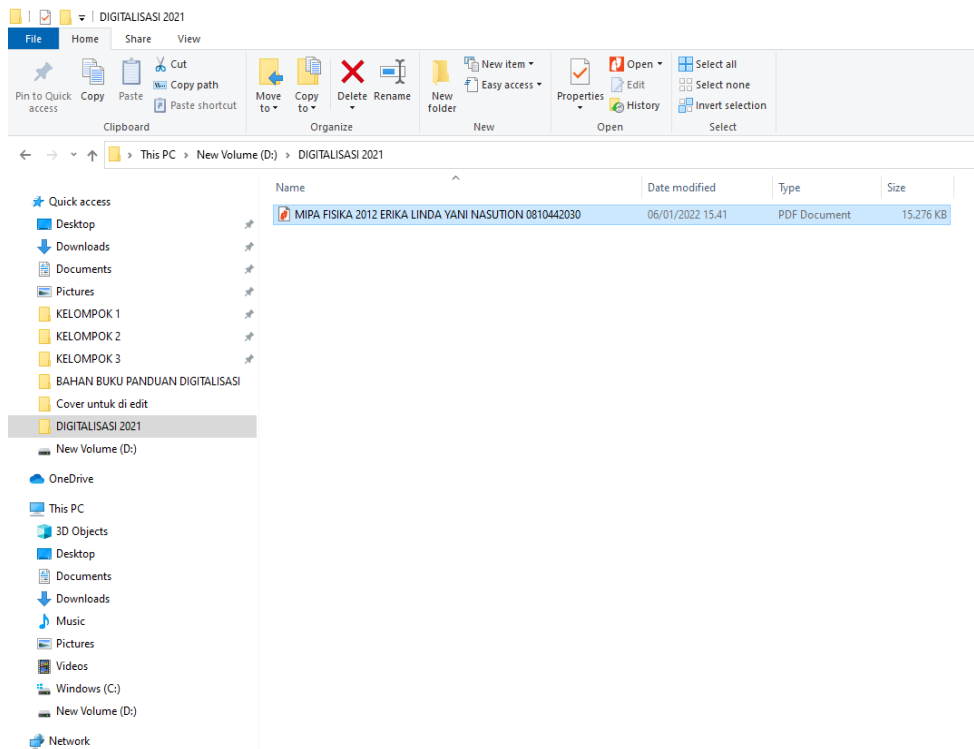 DIGITALISASI 2021
File Home Share View
Pin to Quick access
Copy
Paste
Cut
Copy path
Paste shortcut
Clipboard
Move to
Copy to
Delete
Rename
Organize
New folder
New item
Easy access
New
Properties
Open
Edit
History
Open
Select all
Select none
Invert selection
Select
This PC > New Volume (D:) > DIGITALISASI 2021
Name Date modified Type Size
MIPA FISIKA 2012 ERIKA LINDA YANI NASUTION 0810442030 06/01/2022 15.41 PDF Document 15.276 KB
Quick access
Desktop
Downloads
Documents
Pictures
KELOMPOK 1
KELOMPOK 2
KELOMPOK 3
BAHAN BUKU PANDUAN DIGITALISASI
Cover untuk di edit
DIGITALISASI 2021
New Volume (D:)
OneDrive
This PC
3D Objects
Desktop
Documents
Downloads
Music
Pictures
Videos
Windows (C:)
New Volume (D:)
Network